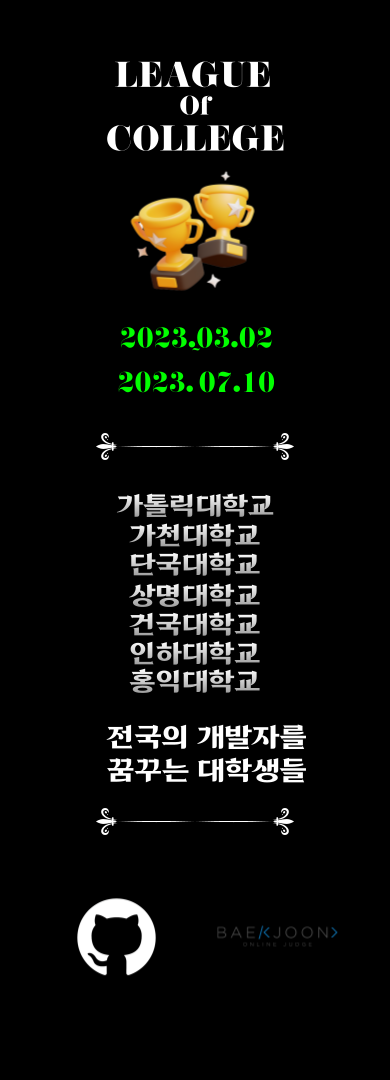 LEAGUE
Of
COLLEGE
2023.03.02
~
2023.07.10
가톨릭대학교
가천대학교
단국대학교
상명대학교
건국대학교
인하대학교
홍익대학교
전국의 개발자를
꿈꾸는 대학생들
BAEKJOON>
ONLINE JUDGE